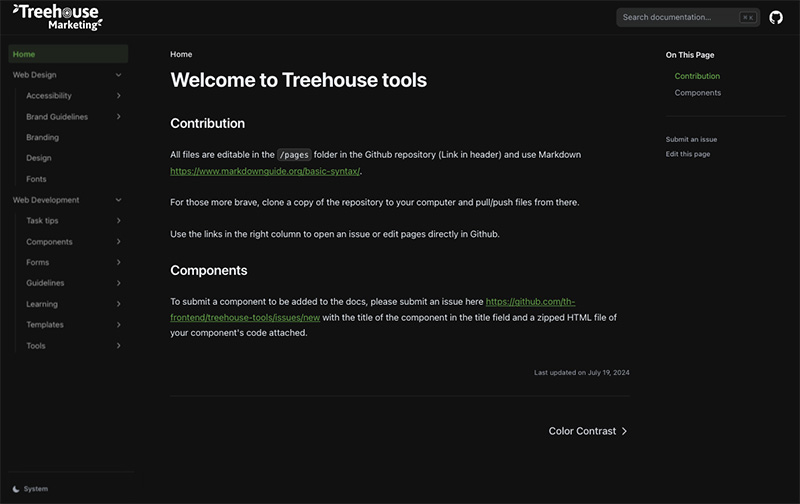 Treehouse
Marketing
Search documentation...
⌘ K
Home
Web Design
Accessibility
Brand Guidelines
Branding
Design
Fonts
Web Development
Task tips
Components
Forms
Guidelines
Learning
Templates
Tools
System
Home
Welcome to Treehouse tools
Contribution
All files are editable in the /pages folder in the Github repository (Link in header) and use Markdown
https://www.markdownguide.org/basic-syntax/.
For those more brave, clone a copy of the repository to your computer and pull/push files from there.
Use the links in the right column to open an issue or edit pages directly in Github.
Components
To submit a component to be added to the docs, please submit an issue here https://github.com/th-
frontend/treehouse-tools/issues/new with the title of the component in the title field and a zipped HTML file of
your component's code attached.
Last updated on July 19, 2024
Color Contrast
On This Page
Contribution
Components
Submit an issue
Edit this page